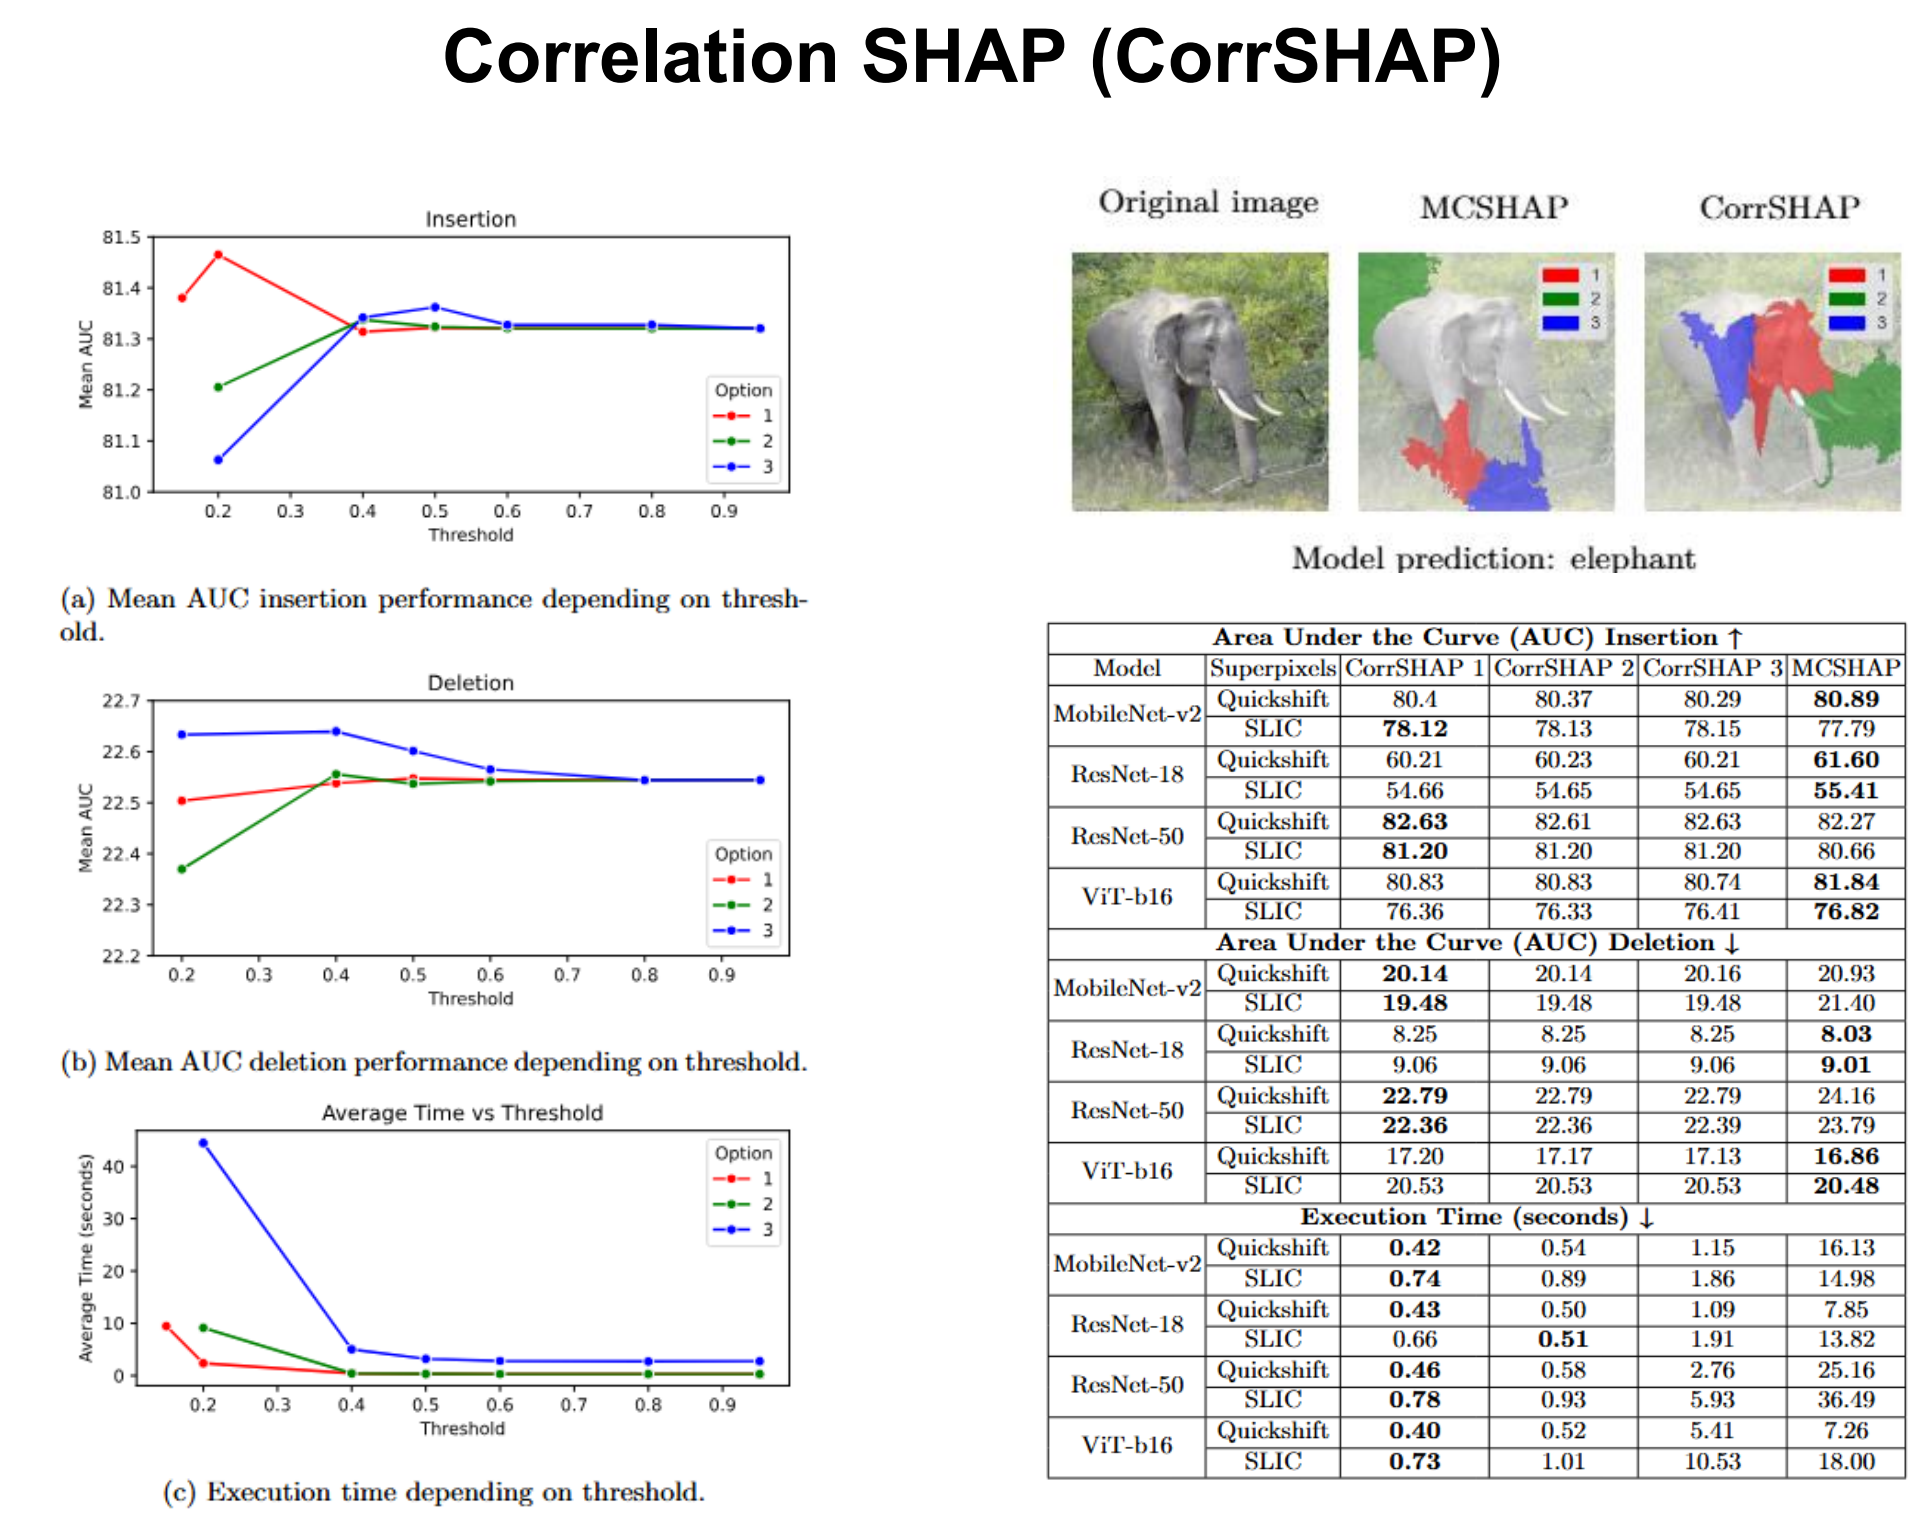 Correlation SHAP (CorrSHAP)
Insertion
81.5
81.4
81.3
81.2
81.1
81.0
Mean AUC
0.2 0.3 0.4 0.5 0.6 0.7 0.8 0.9
Threshold
Option
1
2
3
(a) Mean AUC insertion performance depending on thresh-
old.
Deletion
22.7
22.6
22.5
22.4
22.3
22.2
Mean AUC
0.2 0.3 0.4 0.5 0.6 0.7 0.8 0.9
Threshold
Option
1
2
3
(b) Mean AUC deletion performance depending on threshold.
Average Time vs Threshold
40
30
20
10
0
Average Time (seconds)
0.2 0.3 0.4 0.5 0.6 0.7 0.8 0.9
Threshold
Option
1
2
3
(c) Execution time depending on threshold.
Original image MCSHAP CorrSHAP
1
2
3
1
2
3
Model prediction: elephant
Area Under the Curve (AUC) Insertion ↑
Model Superpixels CorrSHAP 1 CorrSHAP 2 CorrSHAP 3 MCSHAP
MobileNet-v2 Quickshift 80.4 80.37 80.29 80.89
SLIC 78.12 78.13 78.15 77.79
ResNet-18 Quickshift 60.21 60.23 60.21 61.60
SLIC 54.66 54.65 54.65 55.41
ResNet-50 Quickshift 82.63 82.61 82.63 82.27
SLIC 81.20 81.20 81.20 80.66
ViT-b16 Quickshift 80.83 80.83 80.74 81.84
SLIC 76.36 76.33 76.41 76.82
Area Under the Curve (AUC) Deletion ↓
MobileNet-v2 Quickshift 20.14 20.14 20.16 20.93
SLIC 19.48 19.48 19.48 21.40
ResNet-18 Quickshift 8.25 8.25 8.25 8.03
SLIC 9.06 9.06 9.06 9.01
ResNet-50 Quickshift 22.79 22.79 22.79 24.16
SLIC 22.36 22.36 22.39 23.79
ViT-b16 Quickshift 17.20 17.17 17.13 16.86
SLIC 20.53 20.53 20.53 20.48
Execution Time (seconds) ↓
MobileNet-v2 Quickshift 0.42 0.54 1.15 16.13
SLIC 0.74 0.89 1.86 14.98
ResNet-18 Quickshift 0.43 0.50 1.09 7.85
SLIC 0.66 0.51 1.91 13.82
ResNet-50 Quickshift 0.46 0.58 2.76 25.16
SLIC 0.78 0.93 5.93 36.49
ViT-b16 Quickshift 0.40 0.52 5.41 7.26
SLIC 0.73 1.01 10.53 18.00